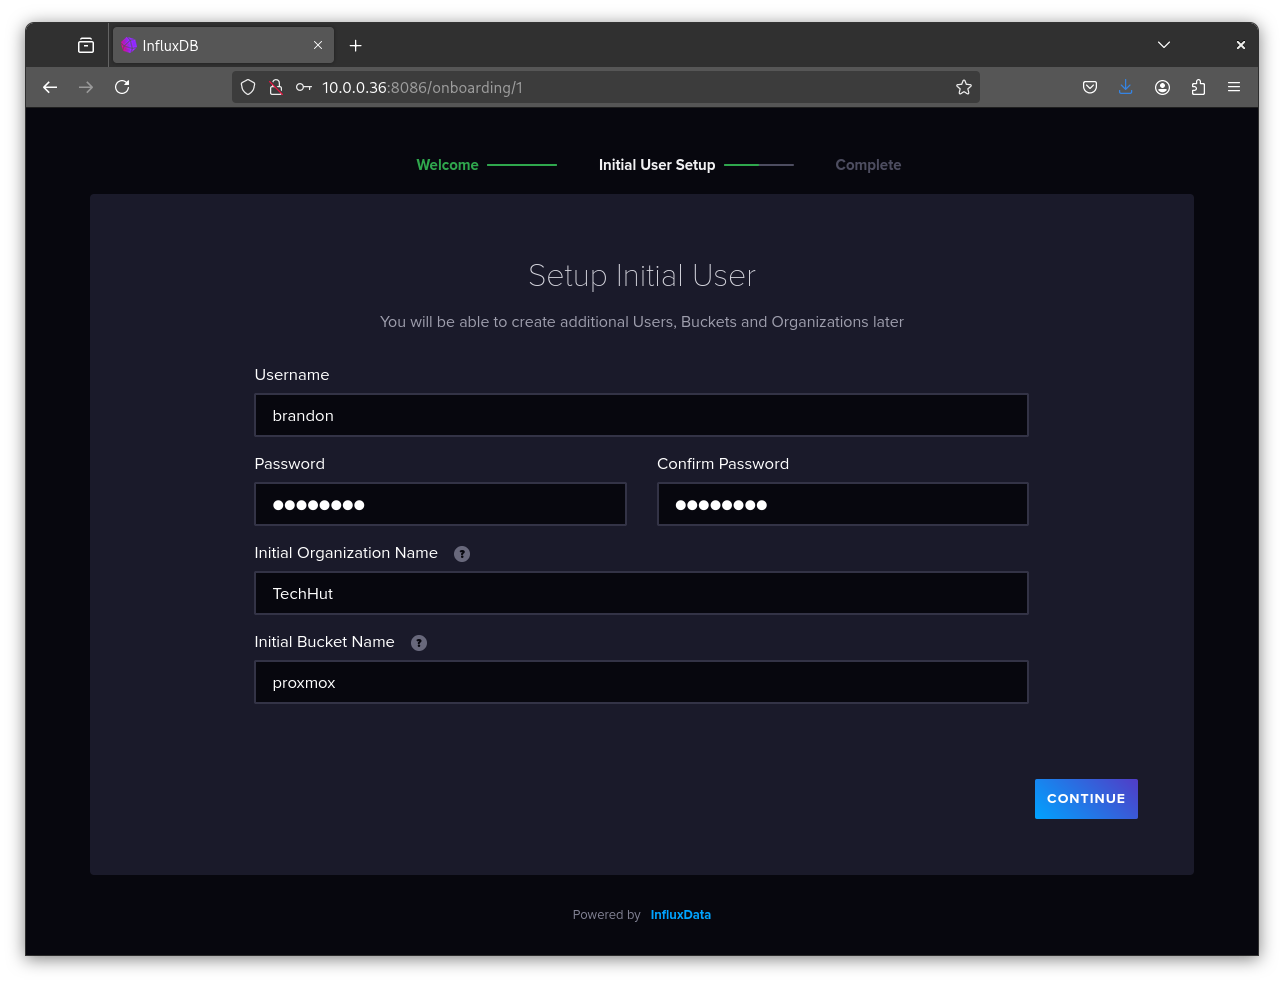 InfluxDB
10.0.0.36:8086/onboarding/1
Welcome Initial User Setup Complete
Setup Initial User
You will be able to create additional Users, Buckets and Organizations later
Username
brandon
Password Confirm Password
●●●●●●●● ●●●●●●●●
Initial Organization Name ?
TechHut
Initial Bucket Name ?
proxmox
CONTINUE
Powered by InfluxData